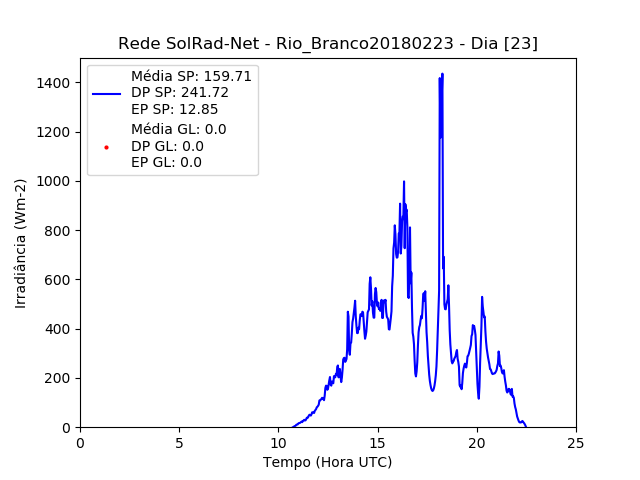 Rede SolRad-Net - Rio_Branco20180223 - Dia [23]
Média SP: 159.71
DP SP: 241.72
EP SP: 12.85
Média GL: 0.0
DP GL: 0.0
EP GL: 0.0
Irradiância (Wm-2)
1400
1200
1000
800
600
400
200
0
0 5 10 15 20 25
Tempo (Hora UTC)